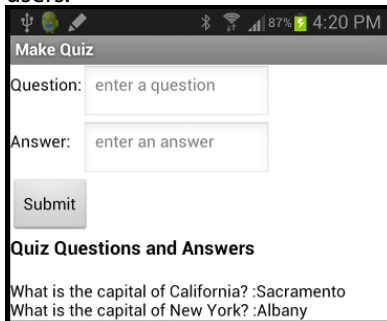 users.
87% 4:20 PM
Make Quiz
Question: enter a question
Answer: enter an answer
Submit
Quiz Questions and Answers
What is the capital of California? :Sacramento
What is the capital of New York? :Albany